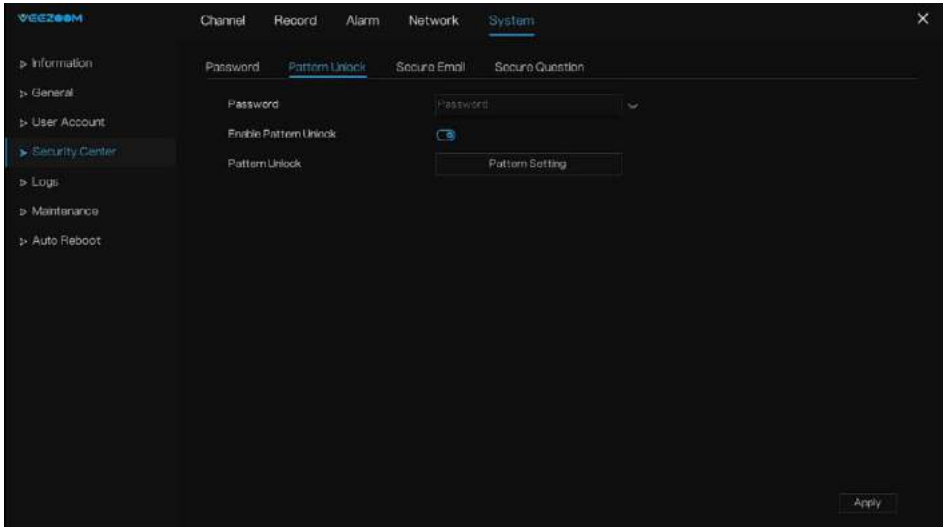 VEEZOOM
Channel Record Alarm Network System
Information
General
User Account
Security Center
Logs
Maintenance
Auto Reboot
Password Pattern Unlock Secure Email Secure Question
Password Password
Enable Pattern Unlock
Pattern Unlock Pattern Setting
Apply